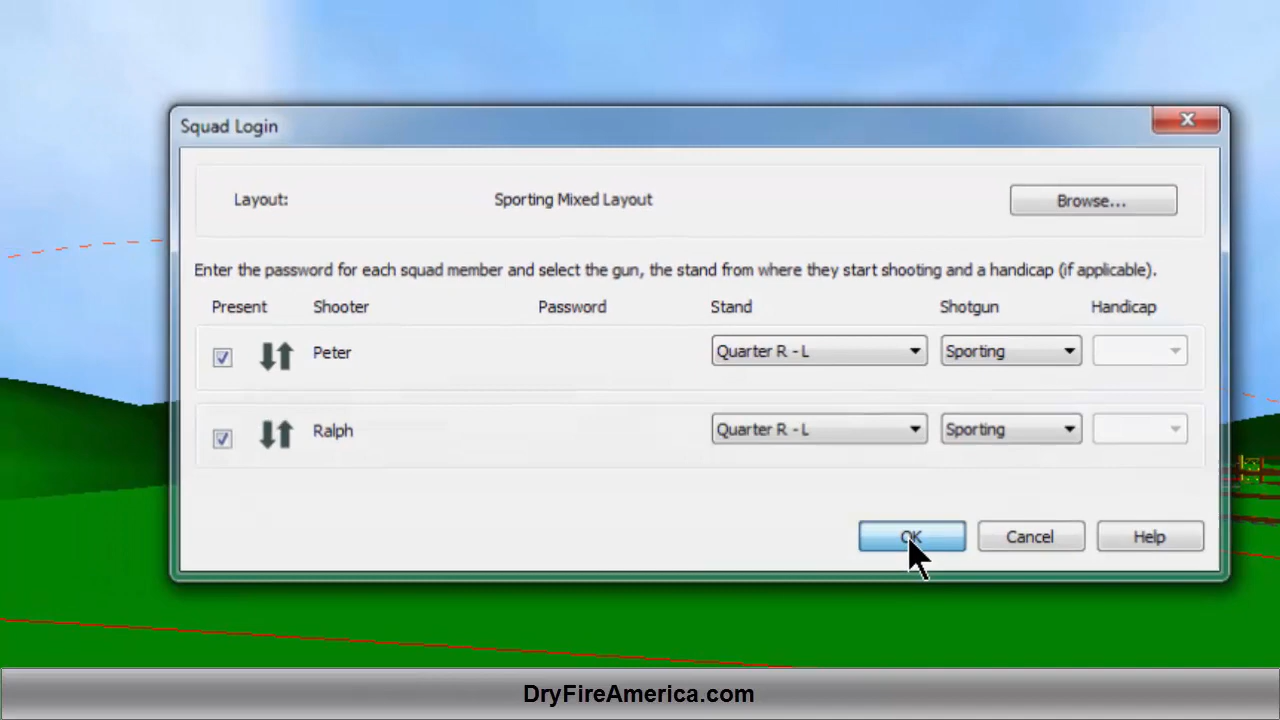 Squad Login
Layout: Sporting Mixed Layout Browse...
Enter the password for each squad member and select the gun, the stand from where they start shooting and a handicap (if applicable).
Present Shooter Password Stand Shotgun Handicap
Peter Quarter R - L Sporting
Ralph Quarter R - L Sporting
OK Cancel Help
DryFireAmerica.com